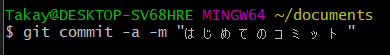 Takay@DESKTOP-SV68HRE MINGW64 ~/documents
$ git commit -a -m "はじめてのコミット "